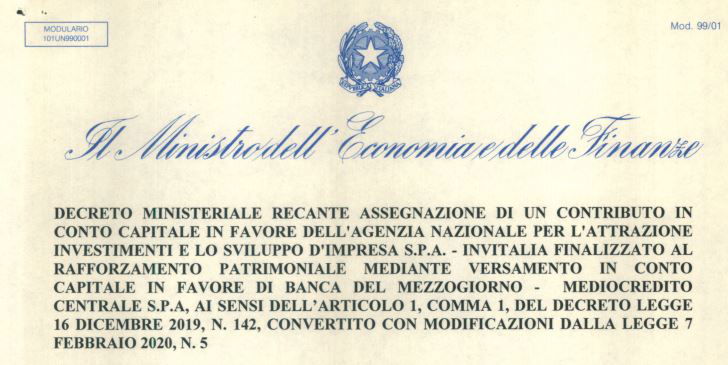 MODULARIO
101UN990001
Mod. 99/01
REPVBBLICA ITALIANA
Il Ministro dell'Economia e delle Finanze
DECRETO MINISTERIALE RECANTE ASSEGNAZIONE DI UN CONTRIBUTO IN
CONTO CAPITALE IN FAVORE DELL'AGENZIA NAZIONALE PER L'ATTRAZIONE
INVESTIMENTI E LO SVILUPPO D'IMPRESA S.P.A. - INVITALIA FINALIZZATO AL
RAFFORZAMENTO PATRIMONIALE MEDIANTE VERSAMENTO IN CONTO
CAPITALE IN FAVORE DI BANCA DEL MEZZOGIORNO - MEDIOCREDITO
CENTRALE S.P.A, AI SENSI DELL’ARTICOLO 1, COMMA 1, DEL DECRETO LEGGE
16 DICEMBRE 2019, N. 142, CONVERTITO CON MODIFICAZIONI DALLA LEGGE 7
FEBBRAIO 2020, N. 5